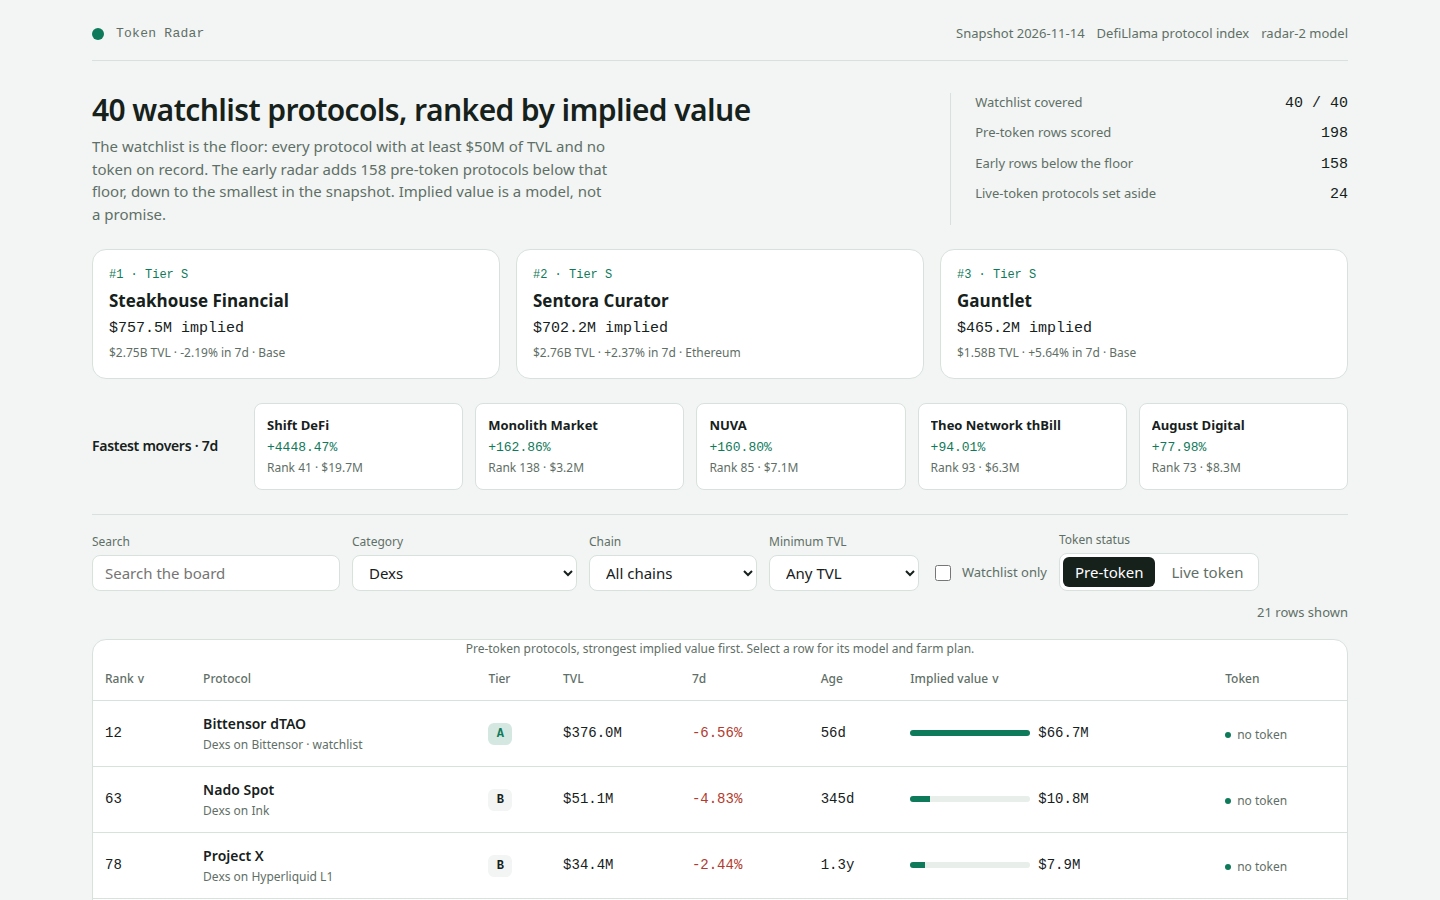 Token Radar
Snapshot 2026-11-14 DefiLlama protocol index radar-2 model
40 watchlist protocols, ranked by implied value
The watchlist is the floor: every protocol with at least $50M of TVL and no
token on record. The early radar adds 158 pre-token protocols below that
floor, down to the smallest in the snapshot. Implied value is a model, not
a promise.
Watchlist covered 40 / 40
Pre-token rows scored 198
Early rows below the floor 158
Live-token protocols set aside 24
#1 · Tier S
Steakhouse Financial
$757.5M implied
$2.75B TVL · -2.19% in 7d · Base
#2 · Tier S
Sentora Curator
$702.2M implied
$2.76B TVL · +2.37% in 7d · Ethereum
#3 · Tier S
Gauntlet
$465.2M implied
$1.58B TVL · +5.64% in 7d · Base
Fastest movers · 7d
Shift DeFi
+4448.47%
Rank 41 · $19.7M
Monolith Market
+162.86%
Rank 138 · $3.2M
NUVA
+160.80%
Rank 85 · $7.1M
Theo Network thBill
+94.01%
Rank 93 · $6.3M
August Digital
+77.98%
Rank 73 · $8.3M
Search
Search the board
Category
Dexs
Chain
All chains
Minimum TVL
Any TVL
Watchlist only
Token status
Pre-token Live token
21 rows shown
Pre-token protocols, strongest implied value first. Select a row for its model and farm plan.
Rank v Protocol Tier TVL 7d Age Implied value v Token
12 Bittensor dTAO A $376.0M -6.56% 56d $66.7M no token
Dexs on Bittensor · watchlist
63 Nado Spot B $51.1M -4.83% 345d $10.8M no token
Dexs on Ink
78 Project X B $34.4M -2.44% 1.3y $7.9M no token
Dexs on Hyperliquid L1